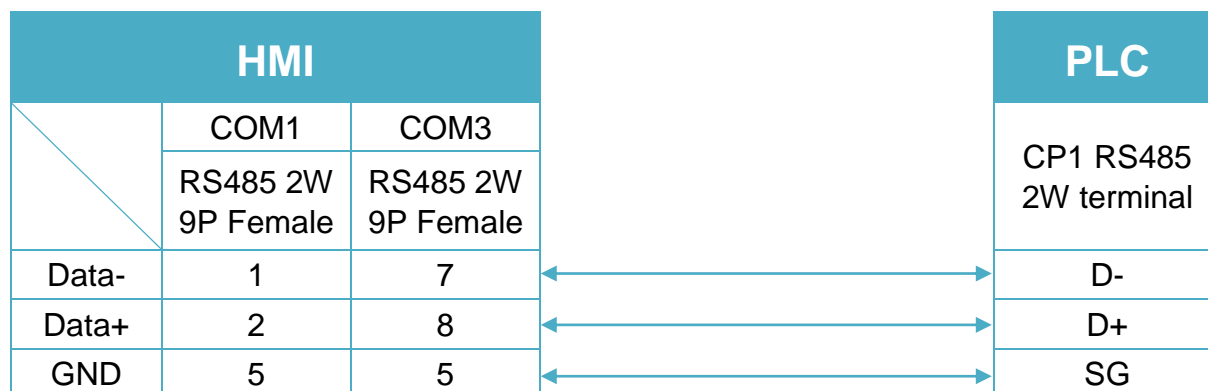 HMI PLC
COM1 COM3
CP1 RS485
RS485 2W RS485 2W
2W terminal
9P Female 9P Female
Data- 1 7 D-
Data+ 2 8 D+
GND 5 5 SG